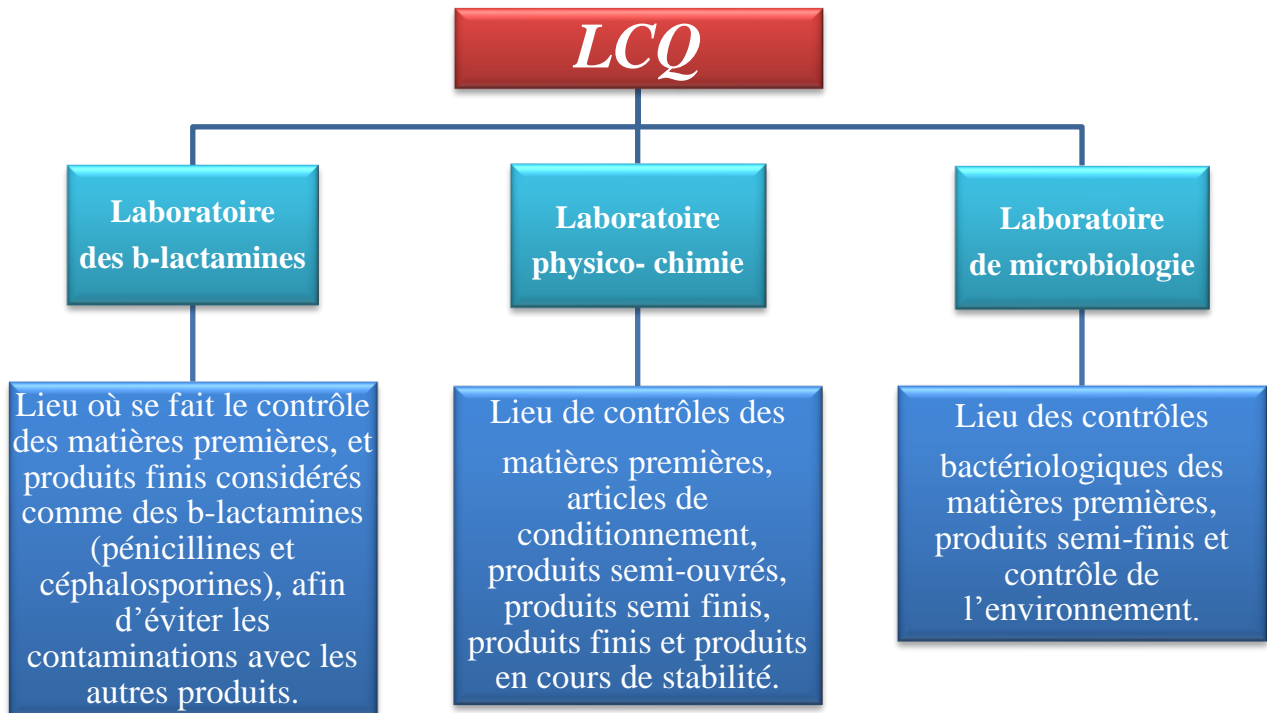 LCQ
Laboratoire
des b-lactamines
Lieu où se fait le contrôle
des matières premières, et
produits finis considérés
comme des b-lactamines
(pénicillines et
céphalosporines), afin
d’éviter les
contaminations avec les
autres produits.
Laboratoire
physico- chimie
Lieu de contrôles des
matières premières,
articles de
conditionnement,
produits semi-ouvrés,
produits semi finis,
produits finis et produits
en cours de stabilité.
Laboratoire
de microbiologie
Lieu des contrôles
bactériologiques des
matières premières,
produits semi-finis et
contrôle de
l’environnement.